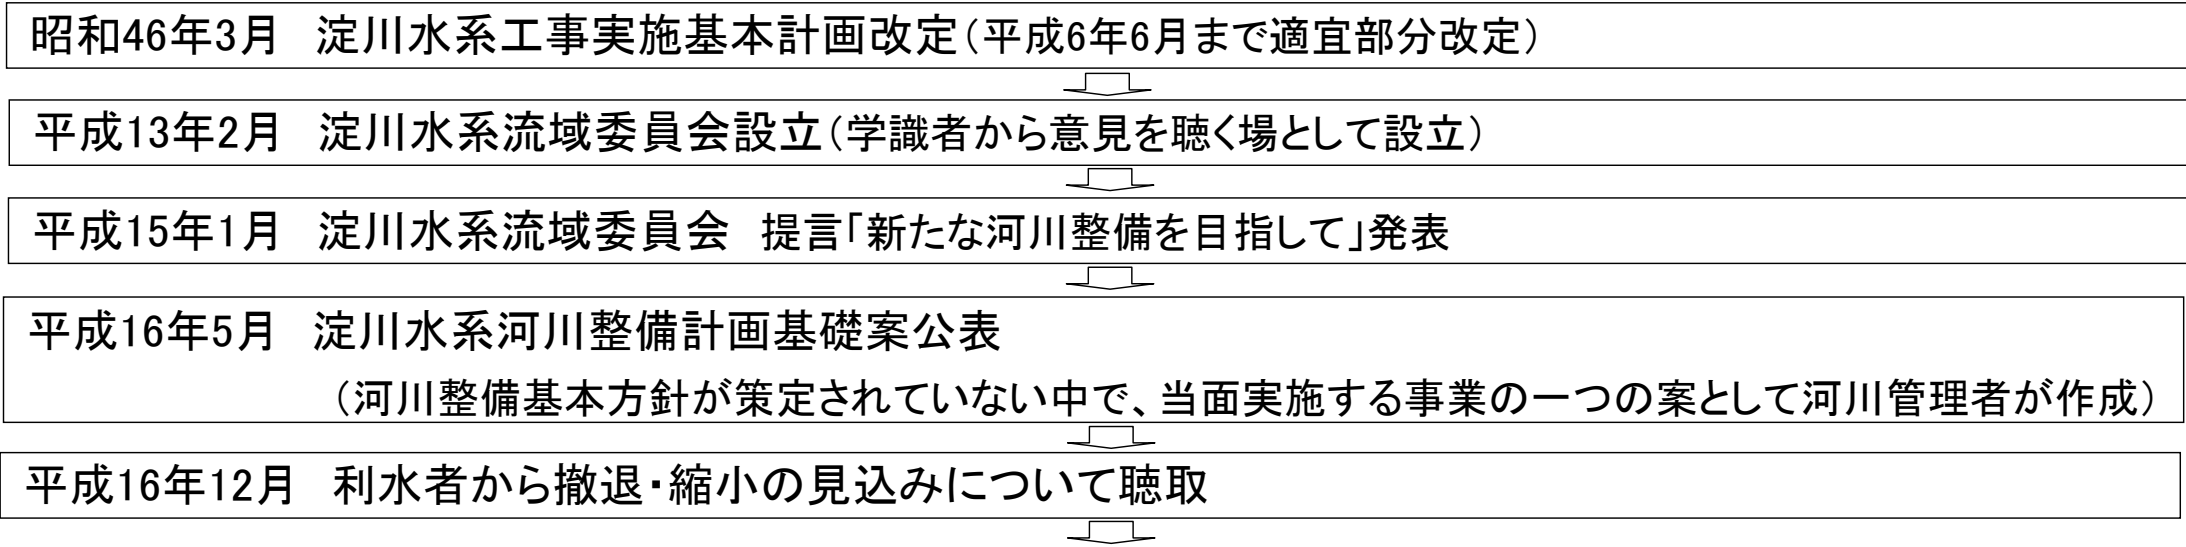 昭和46年3月　淀川水系工事実施基本計画改定（平成6年6月まで適宜部分改定）
平成13年2月　淀川水系流域委員会設立（学識者から意見を聴く場として設立）
平成15年1月　淀川水系流域委員会　提言「新たな河川整備を目指して」発表
平成16年5月　淀川水系河川整備計画基礎案公表
（河川整備基本方針が策定されていない中で、当面実施する事業の一つの案として河川管理者が作成）
平成16年12月　利水者から撤退・縮小の見込みについて聴取